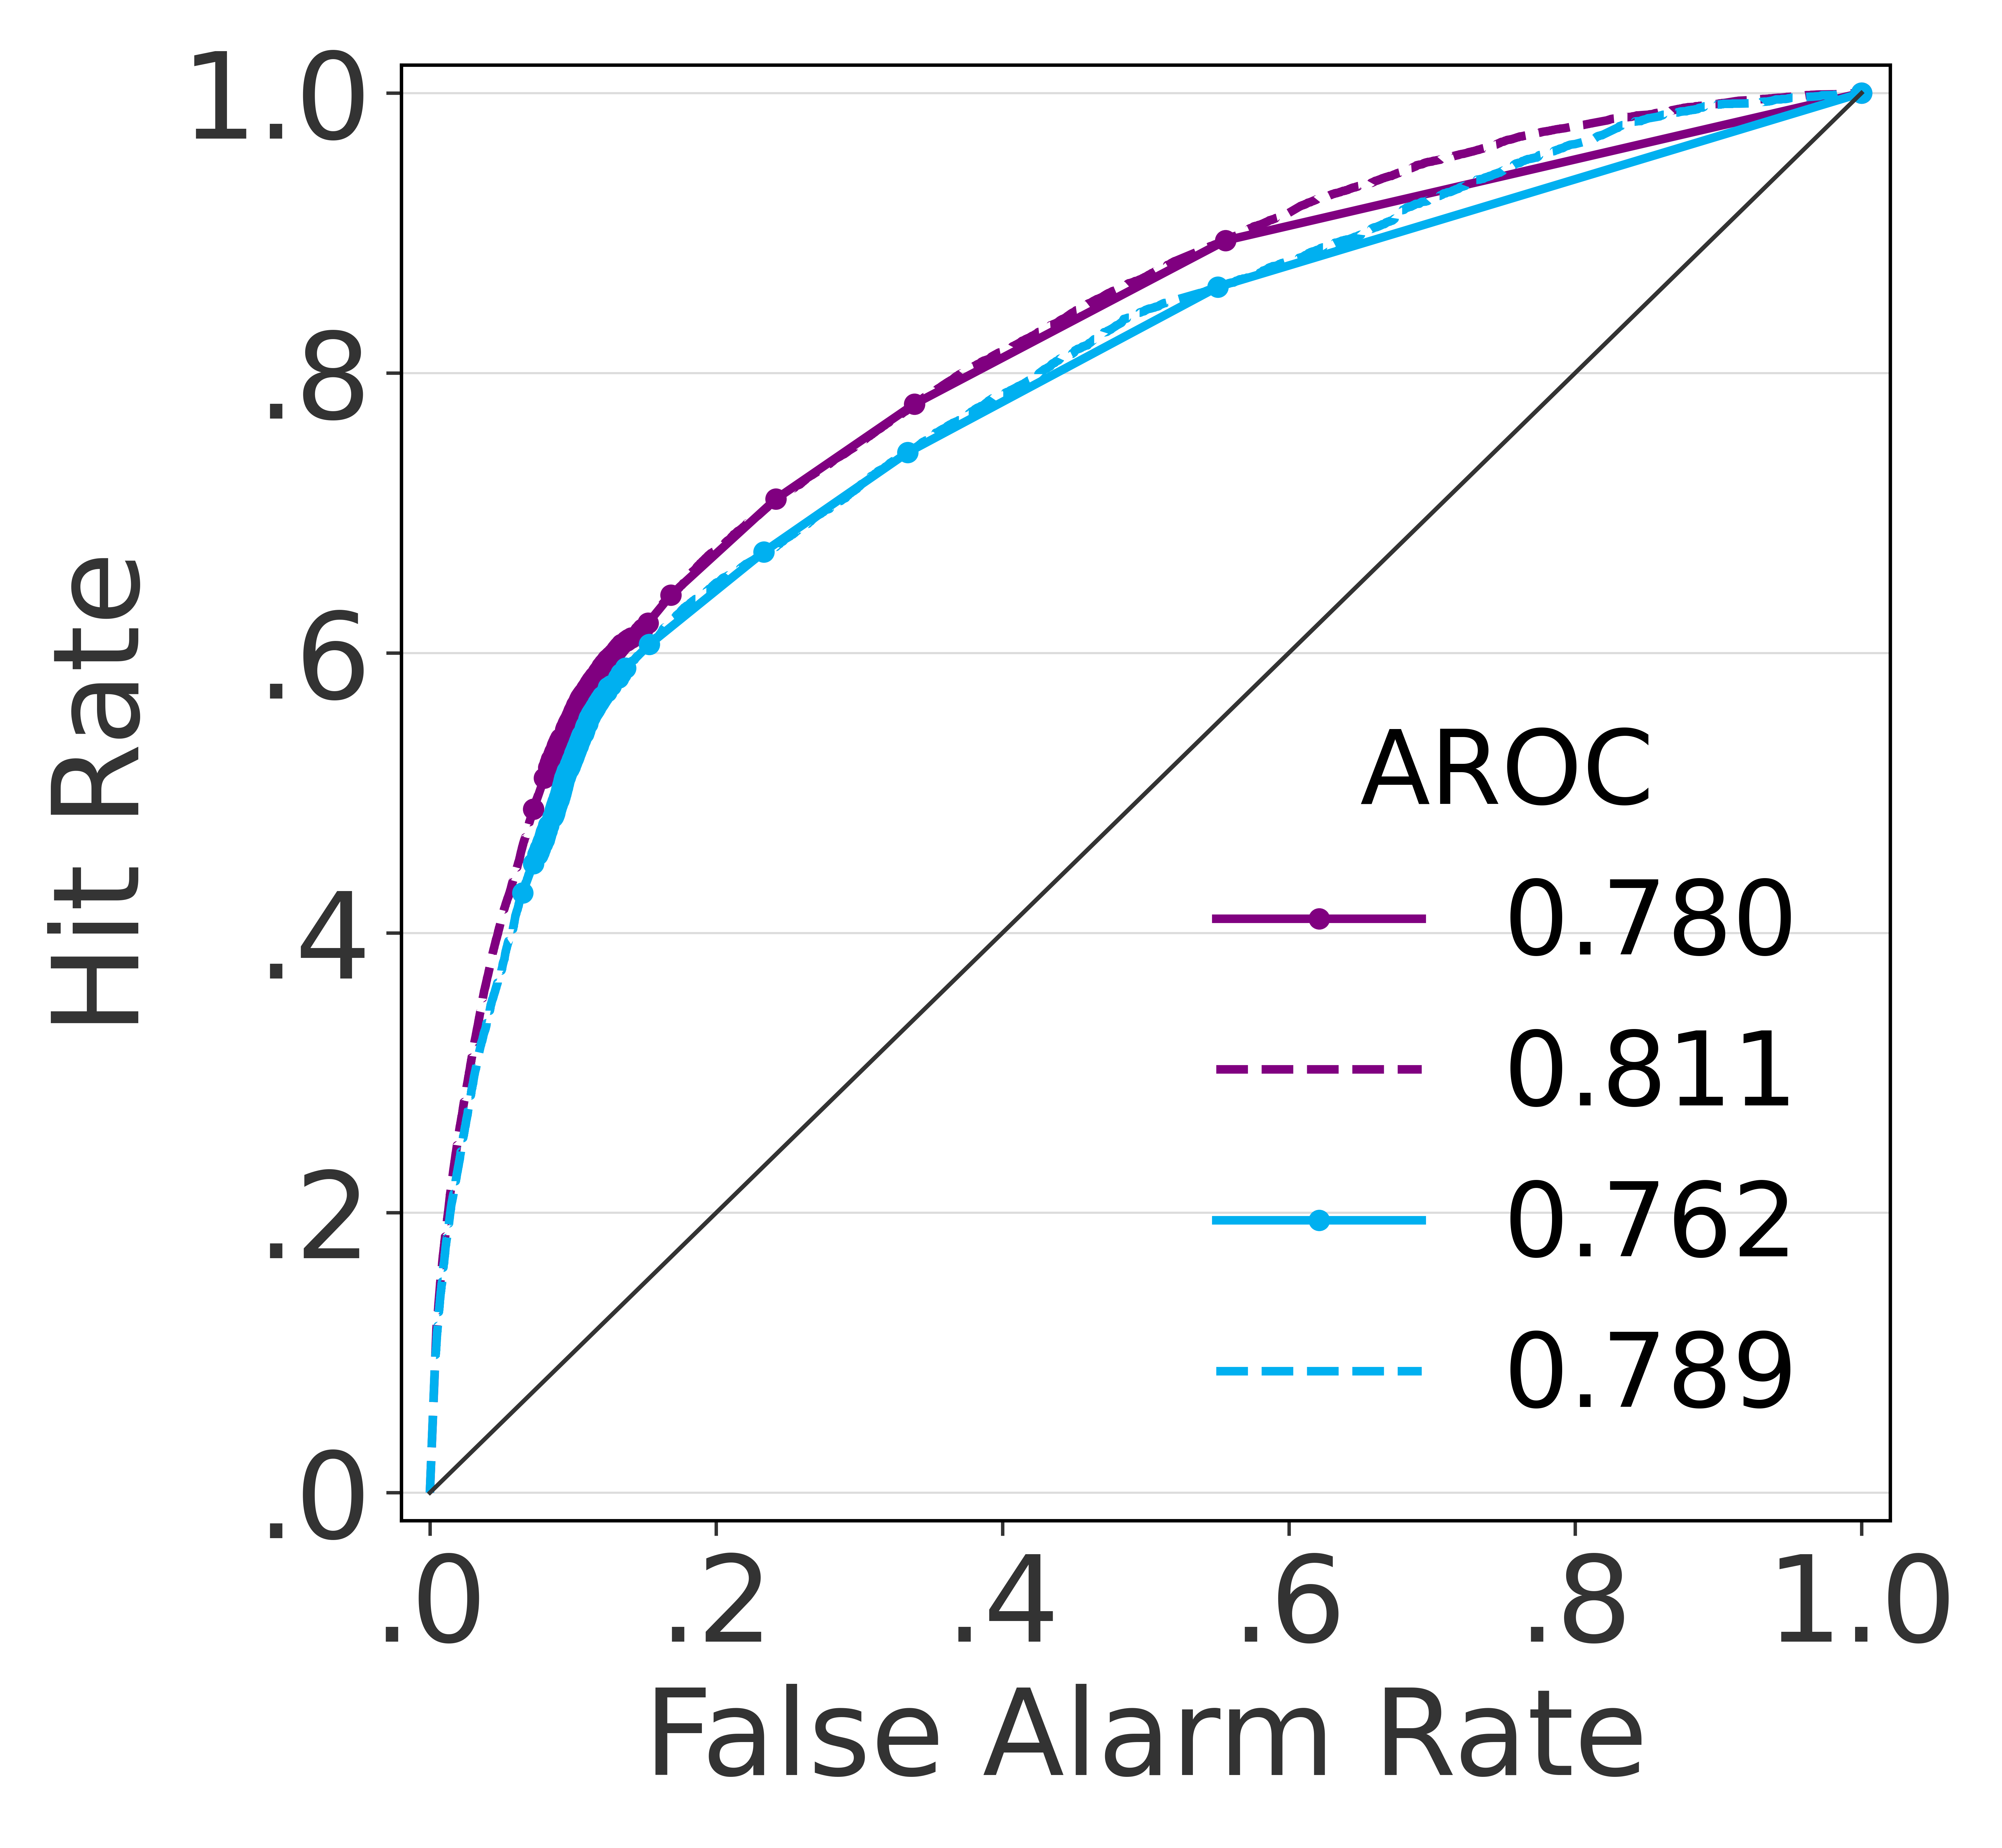 1.0
.8
.6
.4
.2
.0
Hit Rate
AROC
0.780
0.811
0.762
0.789
.0 .2 .4 .6 .8 1.0
False Alarm Rate